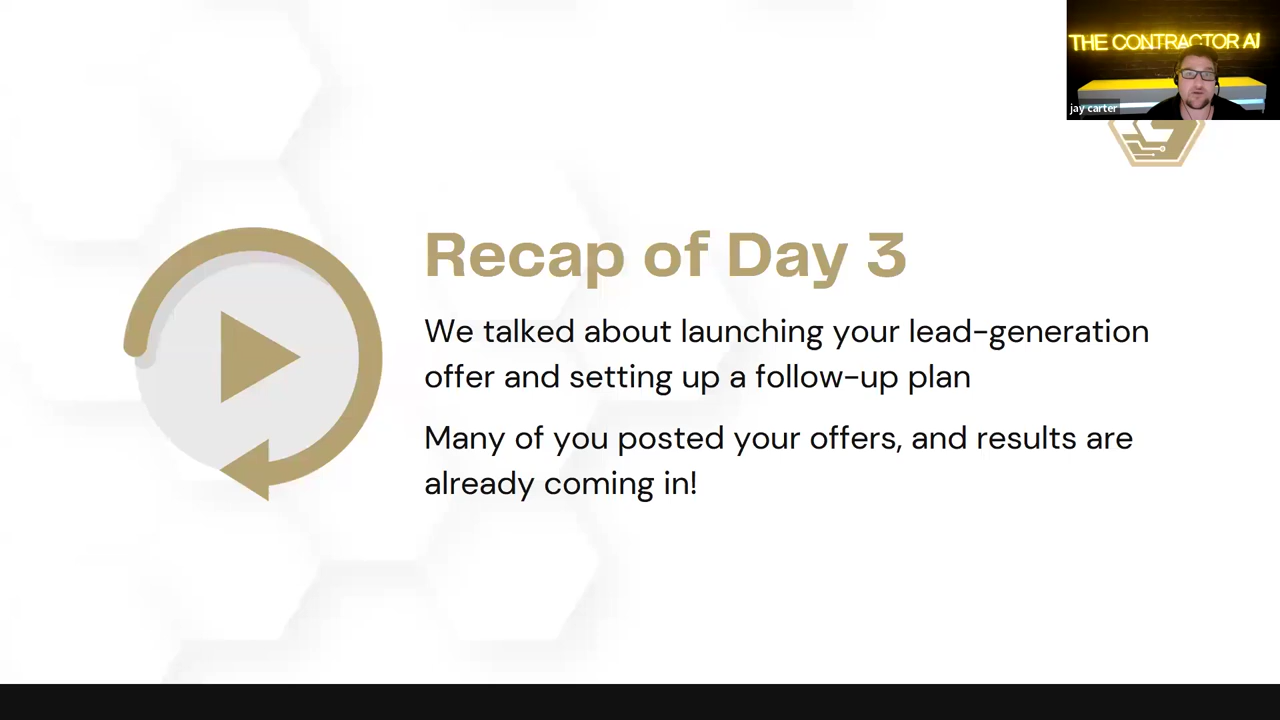 THE CONTRACTOR AI
jay carter
Recap of Day 3
We talked about launching your lead-generation
offer and setting up a follow-up plan
Many of you posted your offers, and results are
already coming in!